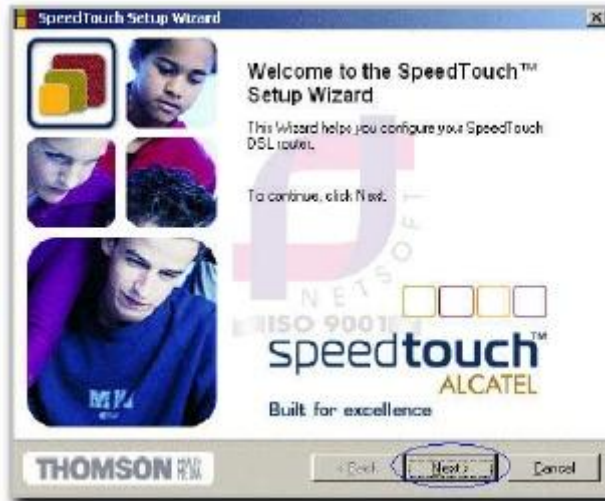 SpeedTouch Setup Wizard
Welcome to the SpeedTouch™
Setup Wizard
This Wizard helps you configure your SpeedTouch
DSL router.
To continue, click Next.
NETSOFT
ISO 9001
speedtouch™
ALCATEL
Built for excellence
THOMSON
< Back
Next >
Cancel